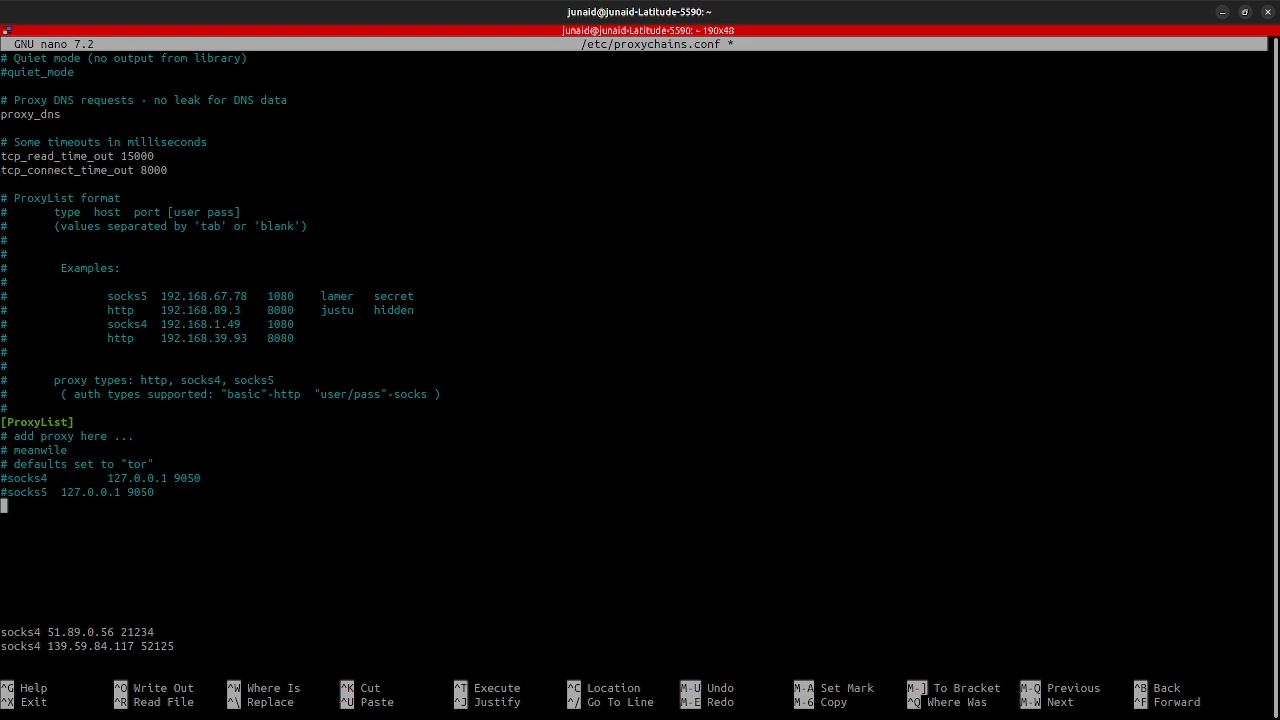 junaid@junaid-Latitude-5590: ~
junaid@junaid-Latitude-5590: ~ 190x48
GNU nano 7.2 /etc/proxychains.conf *
# Quiet mode (no output from library)
#quiet_mode
# Proxy DNS requests - no leak for DNS data
proxy_dns
# Some timeouts in milliseconds
tcp_read_time_out 15000
tcp_connect_time_out 8000
# ProxyList format
#       type  host  port [user pass]
#       (values separated by 'tab' or 'blank')
#
#
#        Examples:
#
#               socks5  192.168.67.78   1080    lamer   secret
#               http    192.168.89.3    8080    justu   hidden
#               socks4  192.168.1.49    1080
#               http    192.168.39.93   8080
#
#
#       proxy types: http, socks4, socks5
#        ( auth types supported: "basic"-http  "user/pass"-socks )
#
[ProxyList]
# add proxy here ...
# meanwile
# defaults set to "tor"
#socks4         127.0.0.1 9050
#socks5  127.0.0.1 9050
socks4 51.89.0.56 21234
socks4 139.59.84.117 52125
^G Help ^O Write Out ^W Where Is ^K Cut ^T Execute ^C Location M-U Undo M-A Set Mark M-] To Bracket M-Q Previous ^B Back
^X Exit ^R Read File ^\ Replace ^U Paste ^J Justify ^/ Go To Line M-E Redo M-6 Copy ^Q Where Was M-W Next ^F Forward